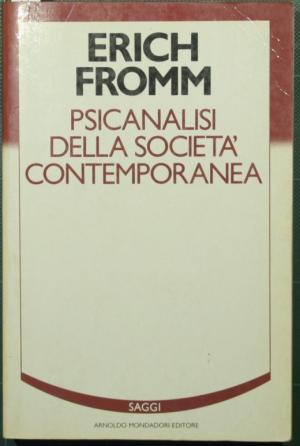 ERICH
FROMM
PSICANALISI
DELLA SOCIETA'
CONTEMPORANEA
SAGGI
ARNOLDO MONDADORI EDITORE